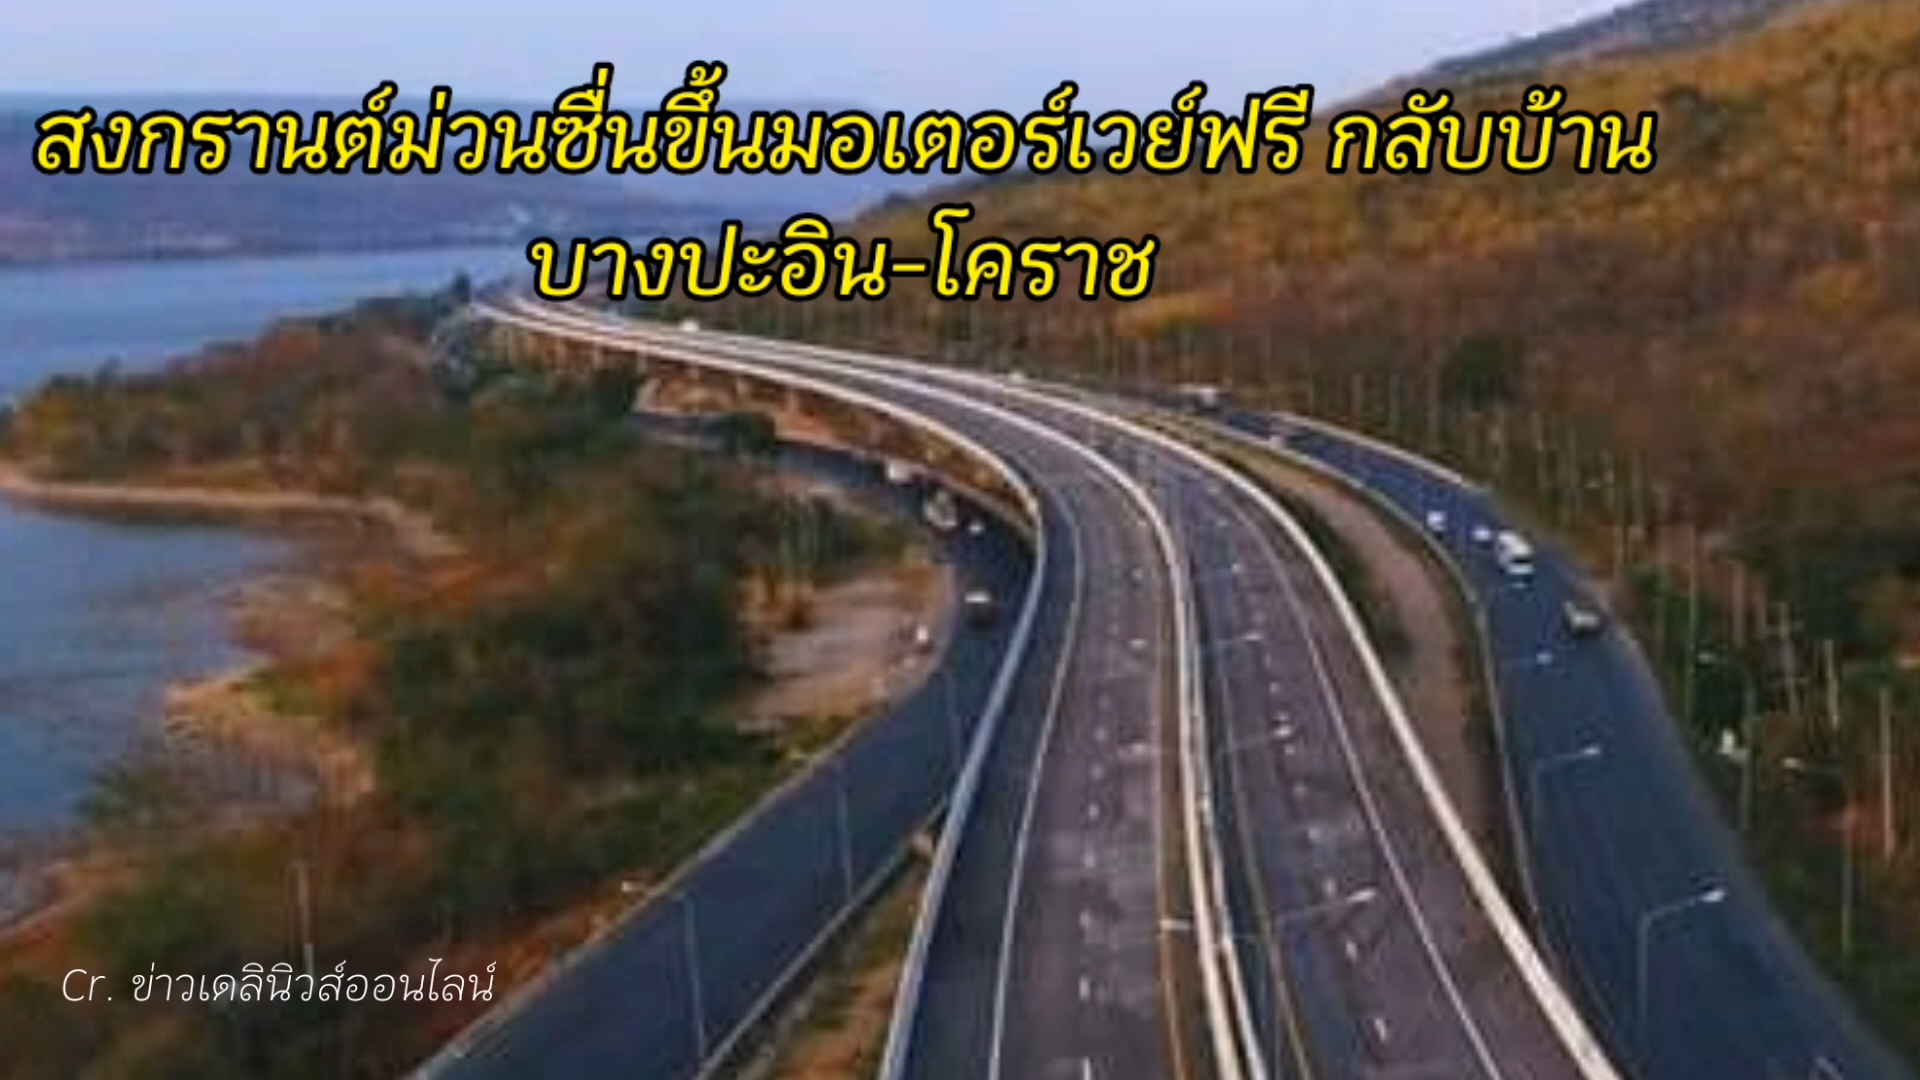 สงกรานต์ม่วนซื่นขึ้นมอเตอร์เวย์ฟรี กลับบ้าน
บางปะอิน-โคราช
Cr. ข่าวเดลินิวส์ออนไลน์